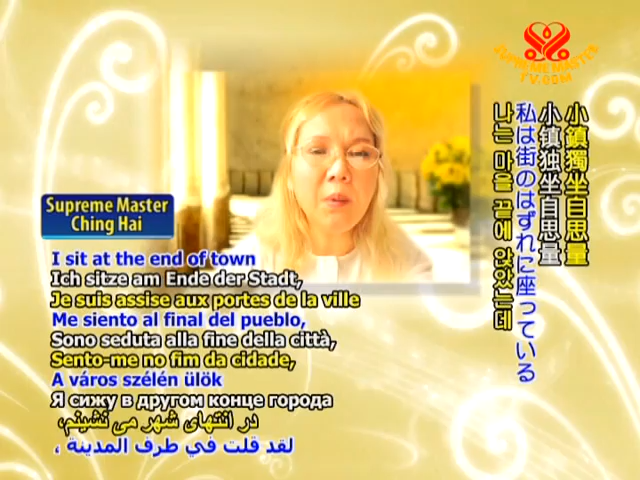 SUPREME MASTER
TV.COM
小鎮獨坐自思量
小镇独坐自思量
私は街のはずれに座っている
나는 마을 끝에 앉았는데
Supreme Master
Ching Hai
I sit at the end of town
Ich sitze am Ende der Stadt,
Je suis assise aux portes de la ville
Me siento al final del pueblo,
Sono seduta alla fine della città,
Sento-me no fim da cidade,
A város szélén ülök
Я сижу в другом конце города
در انتهای شهر می نشینم،
لقد قلت في طرف المدينة ،